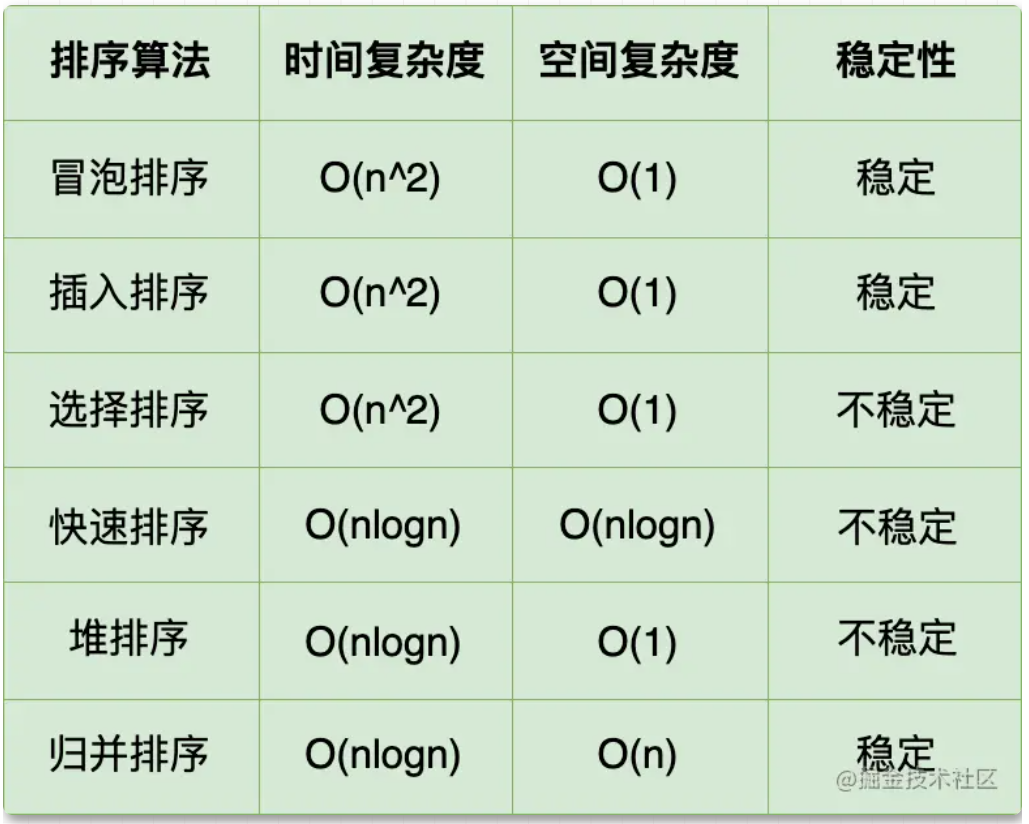 排序算法 时间复杂度 空间复杂度 稳定性
冒泡排序 O(n^2) O(1) 稳定
插入排序 O(n^2) O(1) 稳定
选择排序 O(n^2) O(1) 不稳定
快速排序 O(nlogn) O(nlogn) 不稳定
堆排序 O(nlogn) O(1) 不稳定
归并排序 O(nlogn) O(n) 稳定
@掘金技术社区